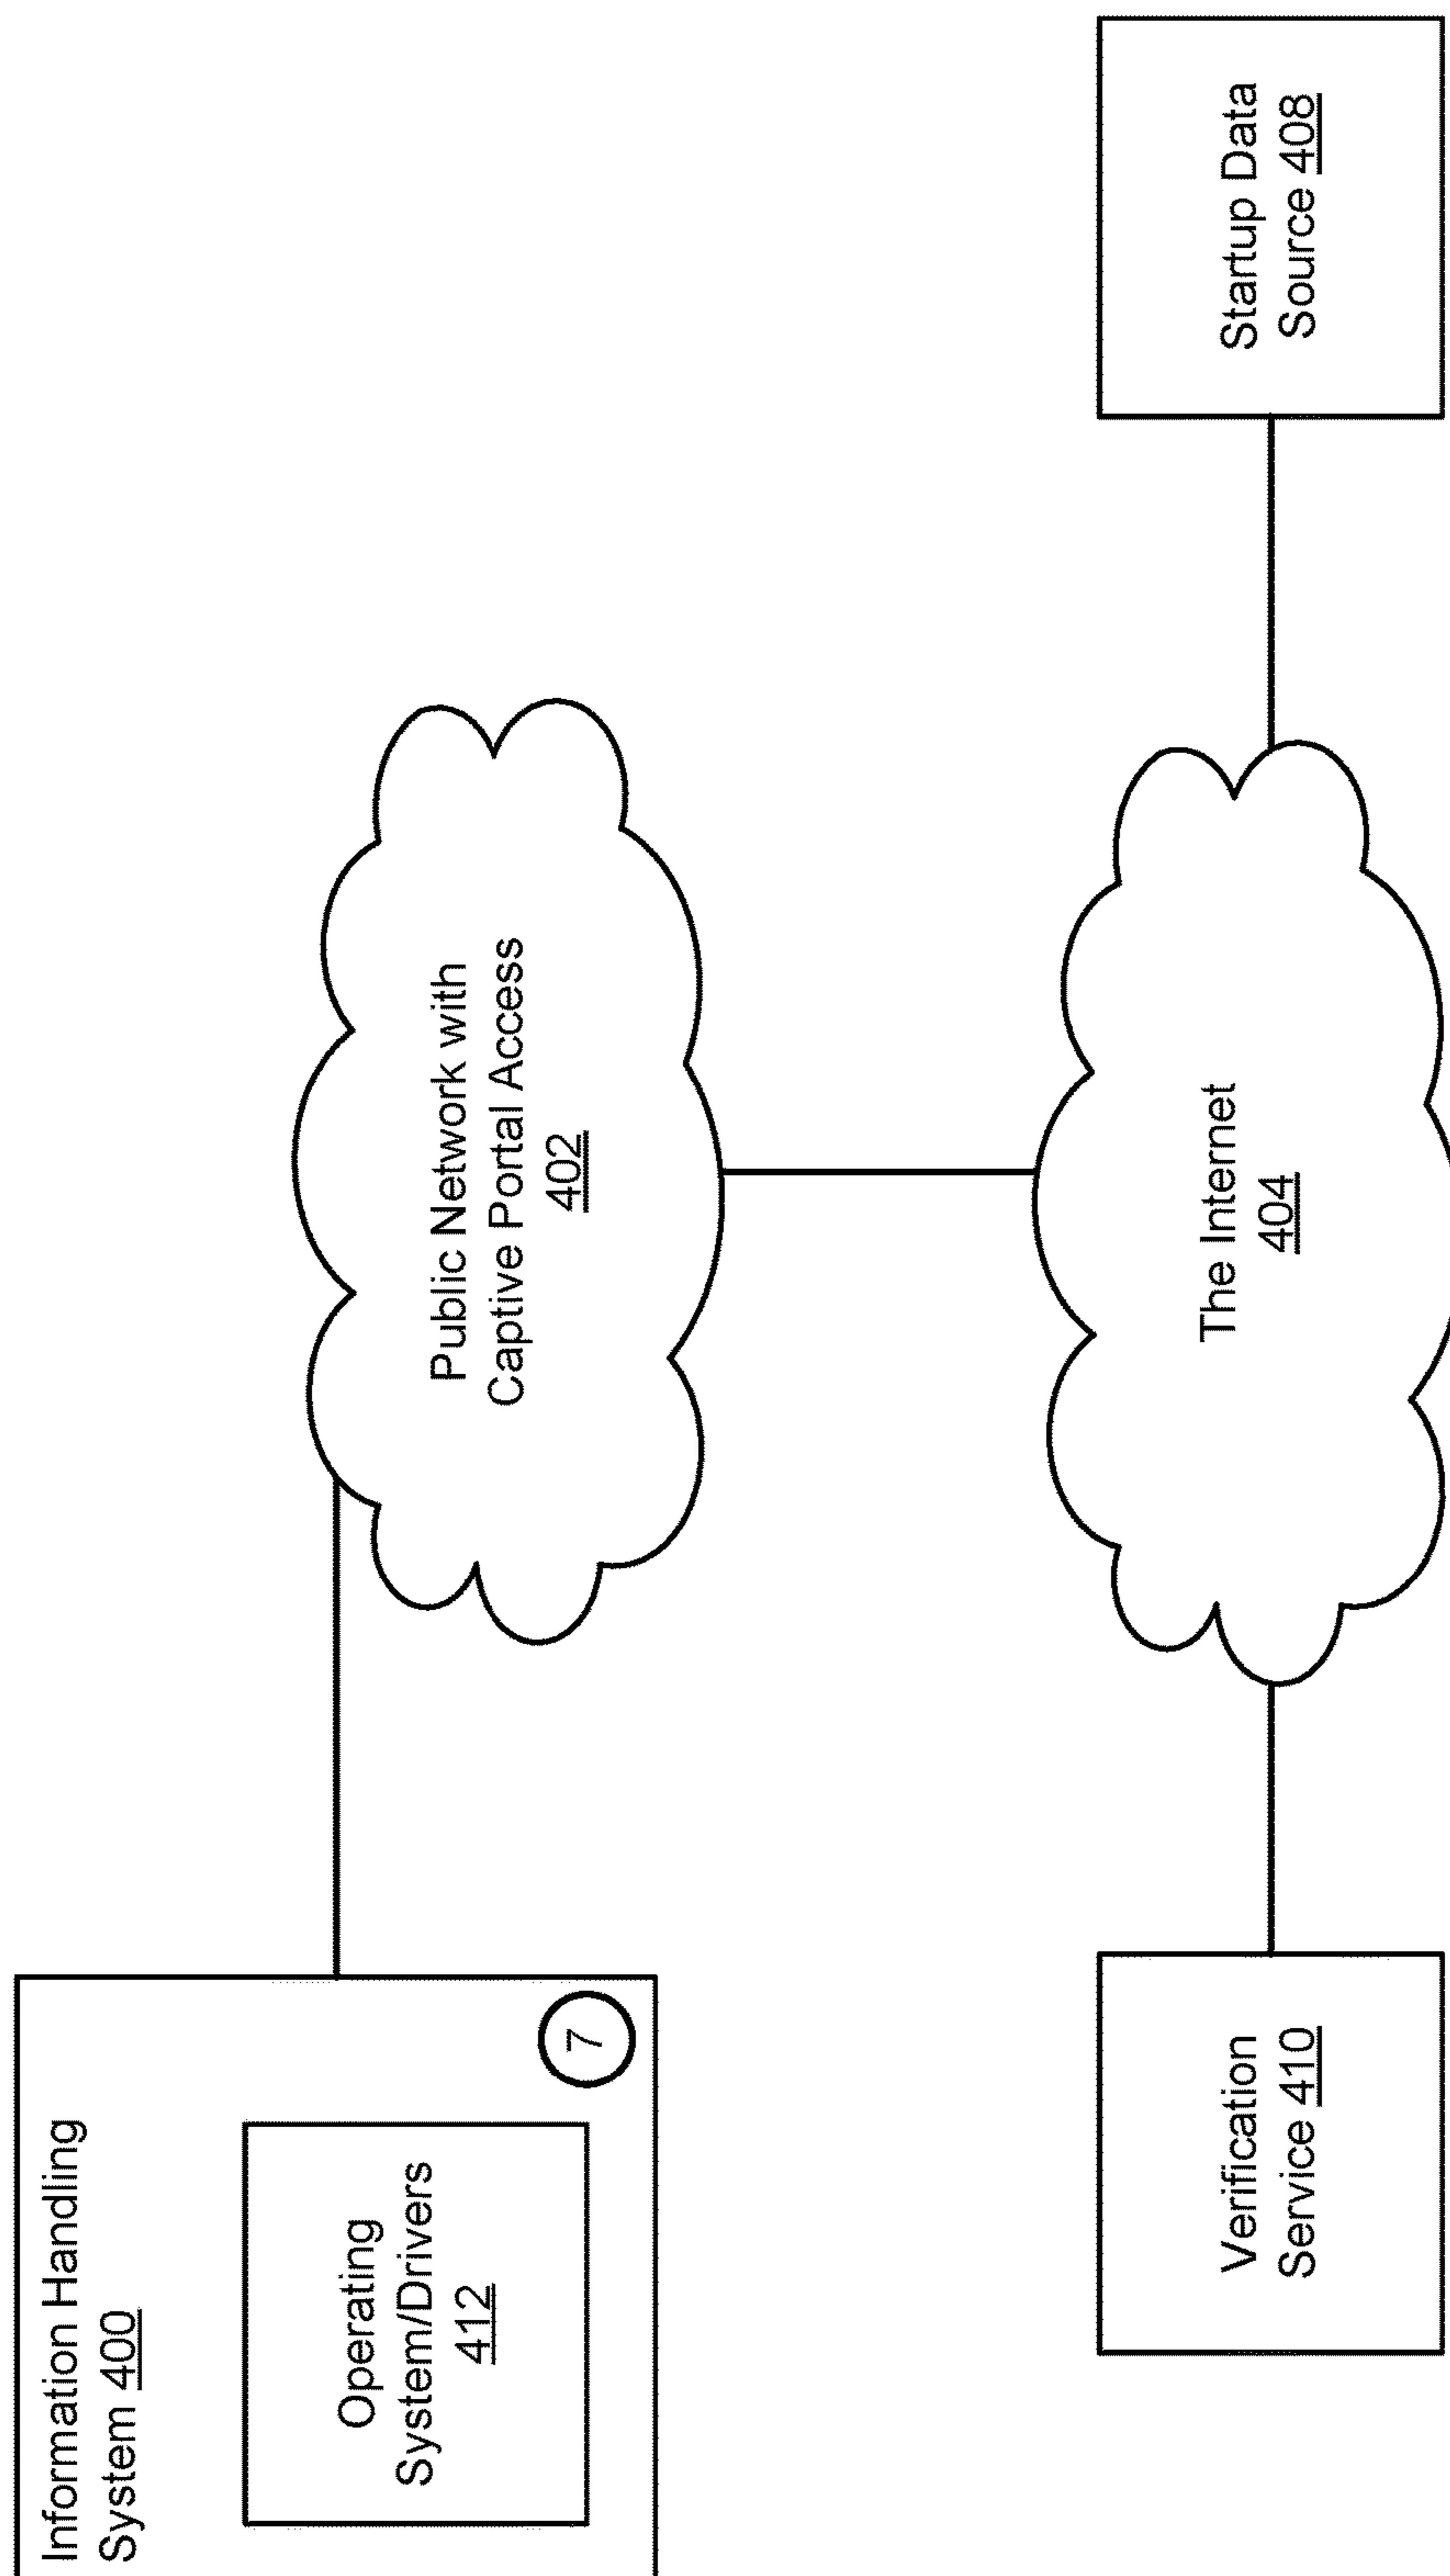 Information Handling
System 400
Operating
System/Drivers
412
7
Public Network with
Captive Portal Access
402
Verification
Service 410
The Internet
404
Startup Data
Source 408